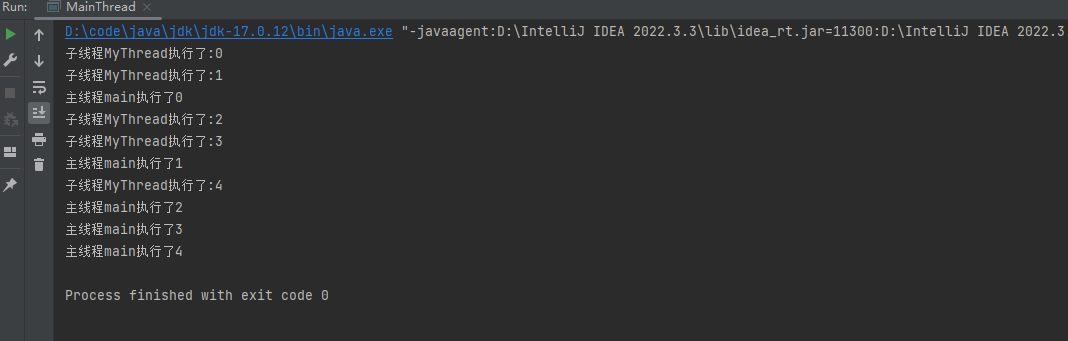 Run: MainThread
D:\code\java\jdk\jdk-17.0.12\bin\java.exe "-javaagent:D:\IntelliJ IDEA 2022.3.3\lib\idea_rt.jar=11300:D:\IntelliJ IDEA 2022.3
子线程MyThread执行了:0
子线程MyThread执行了:1
主线程main执行了0
子线程MyThread执行了:2
子线程MyThread执行了:3
主线程main执行了1
子线程MyThread执行了:4
主线程main执行了2
主线程main执行了3
主线程main执行了4
Process finished with exit code 0